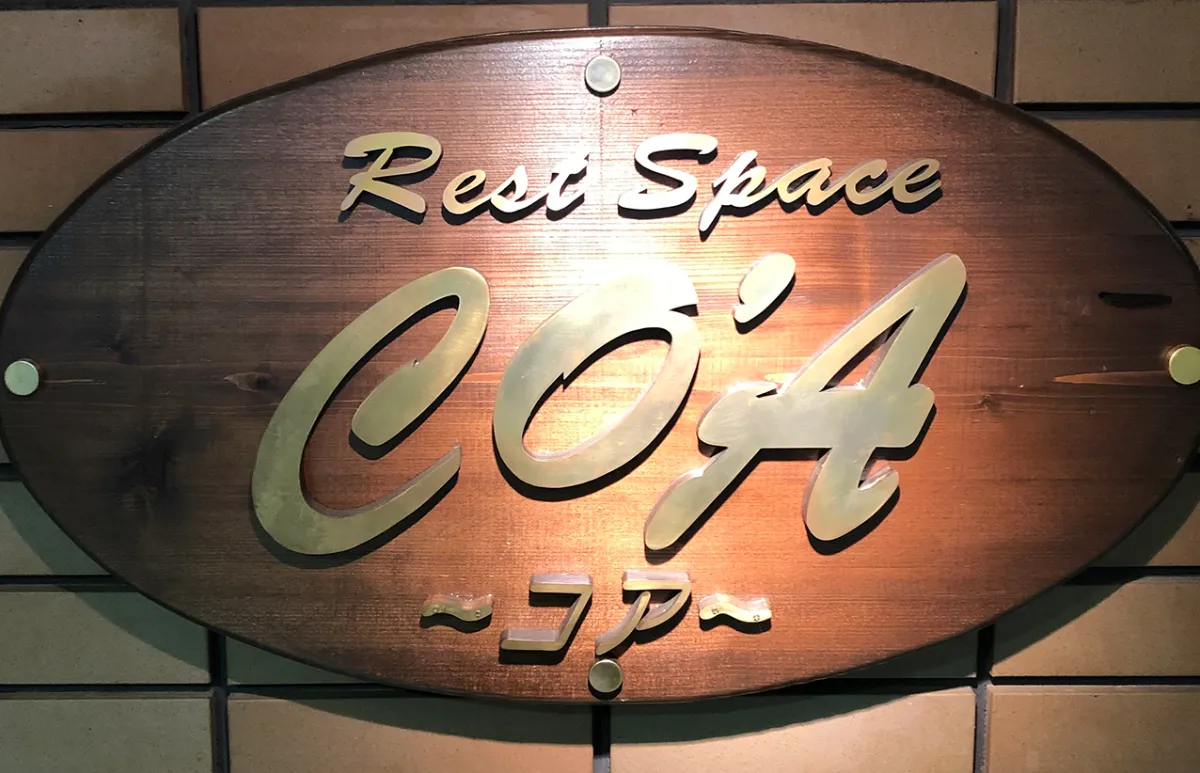 Rest Space
CO'A
~コア~